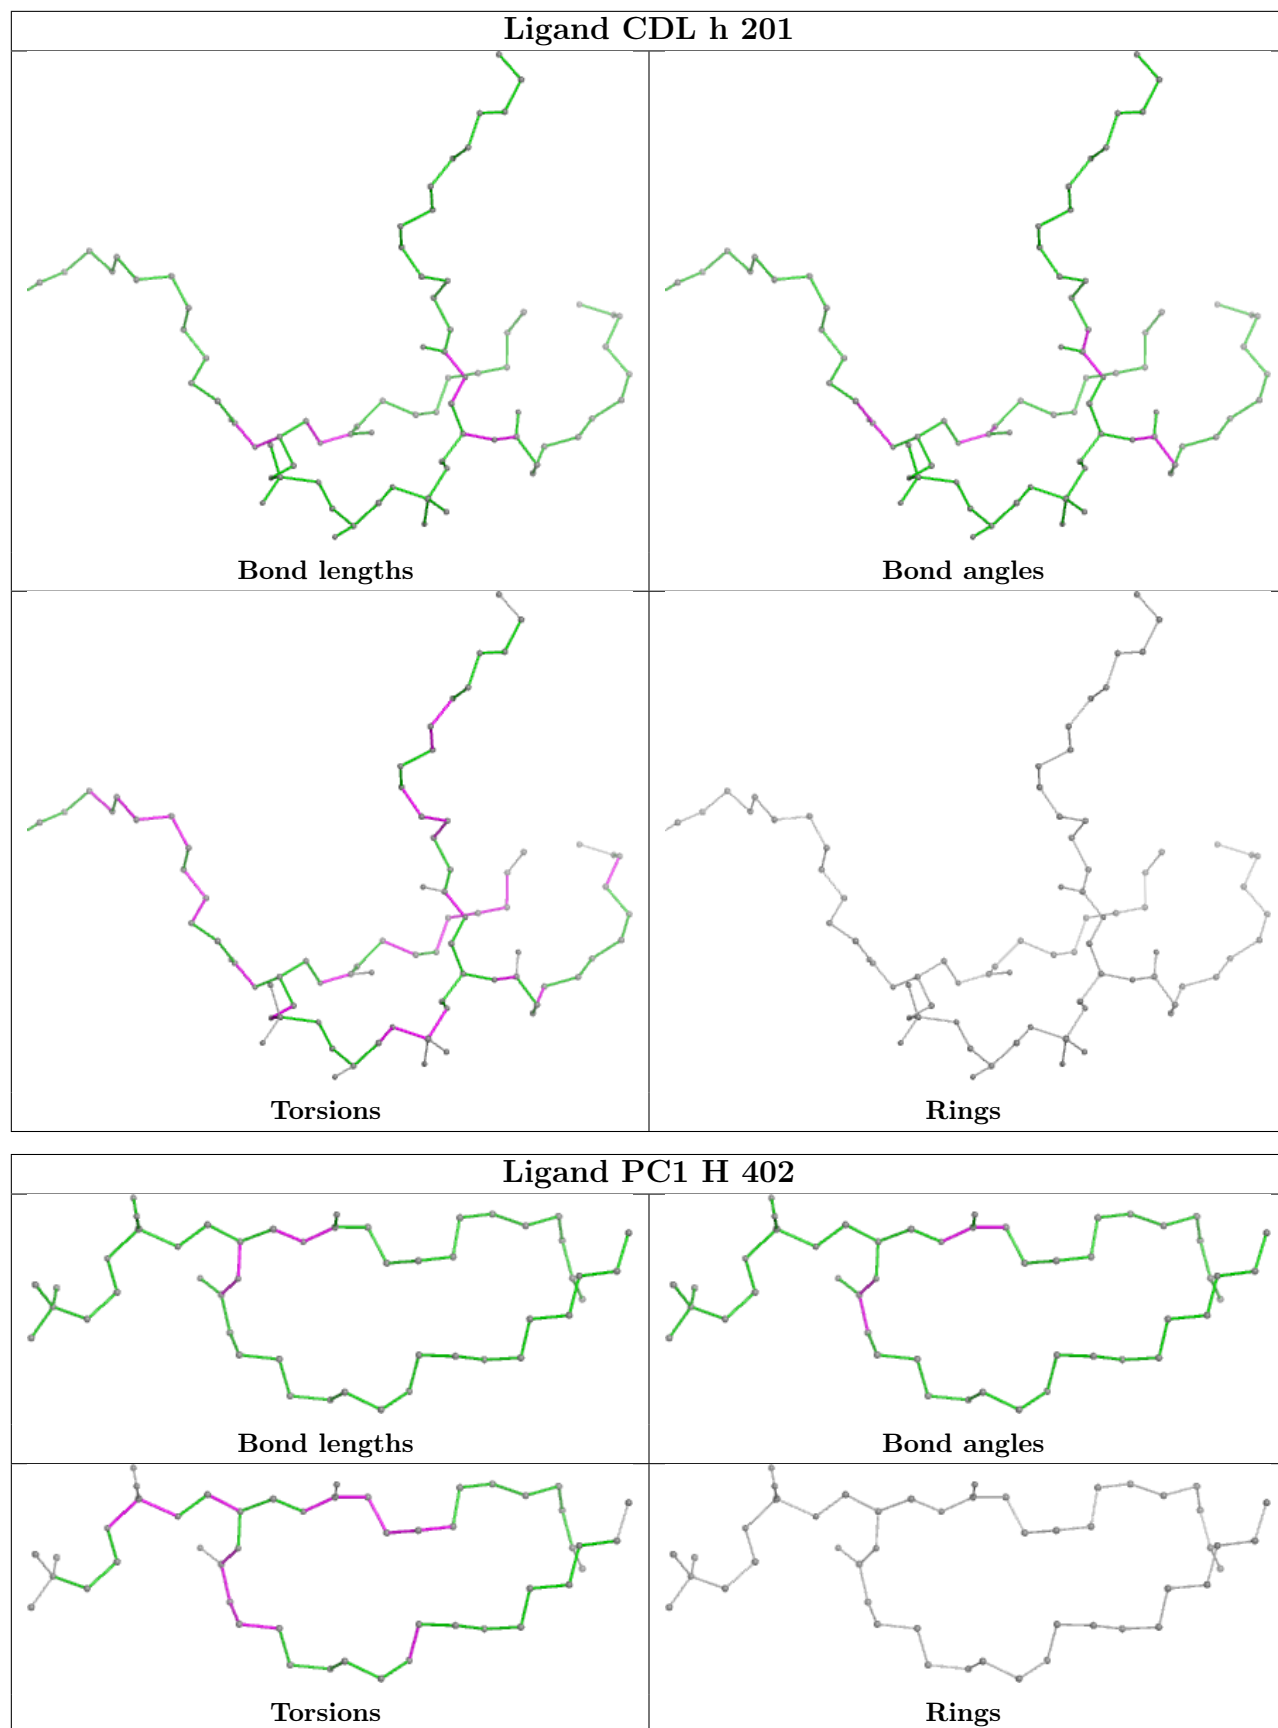 Ligand CDL h 201
Bond lengths
Bond angles
Torsions
Rings
Ligand PC1 H 402
Bond lengths
Bond angles
Torsions
Rings